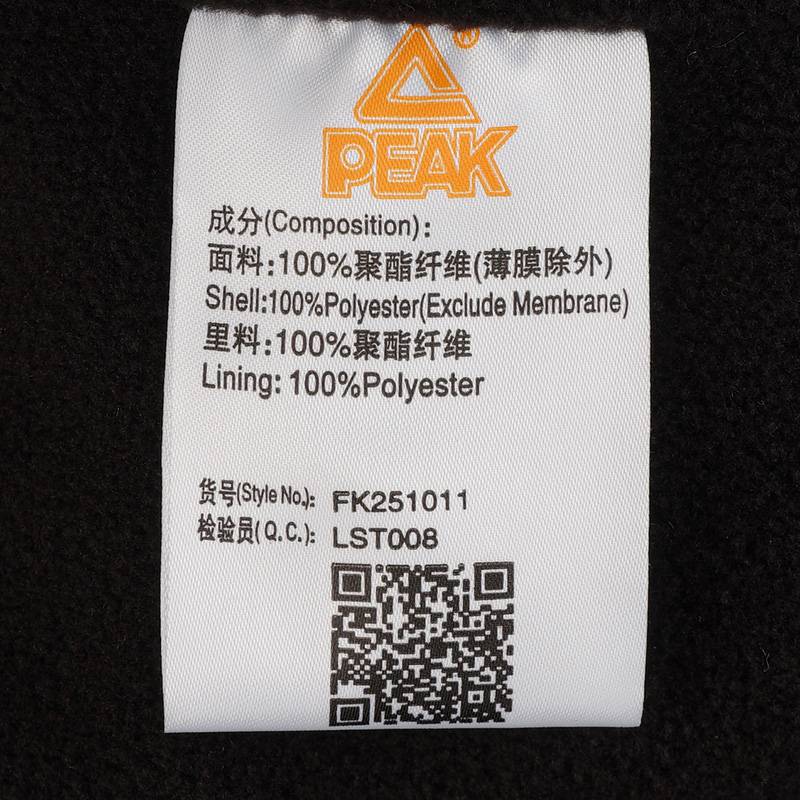 ®
PEAK
成分(Composition):
面料:100%聚酯纤维(薄膜除外)
Shell:100%Polyester(Exclude Membrane)
里料:100%聚酯纤维
Lining: 100%Polyester
货号(Style No.): FK251011
检验员(Q.C.): LST008